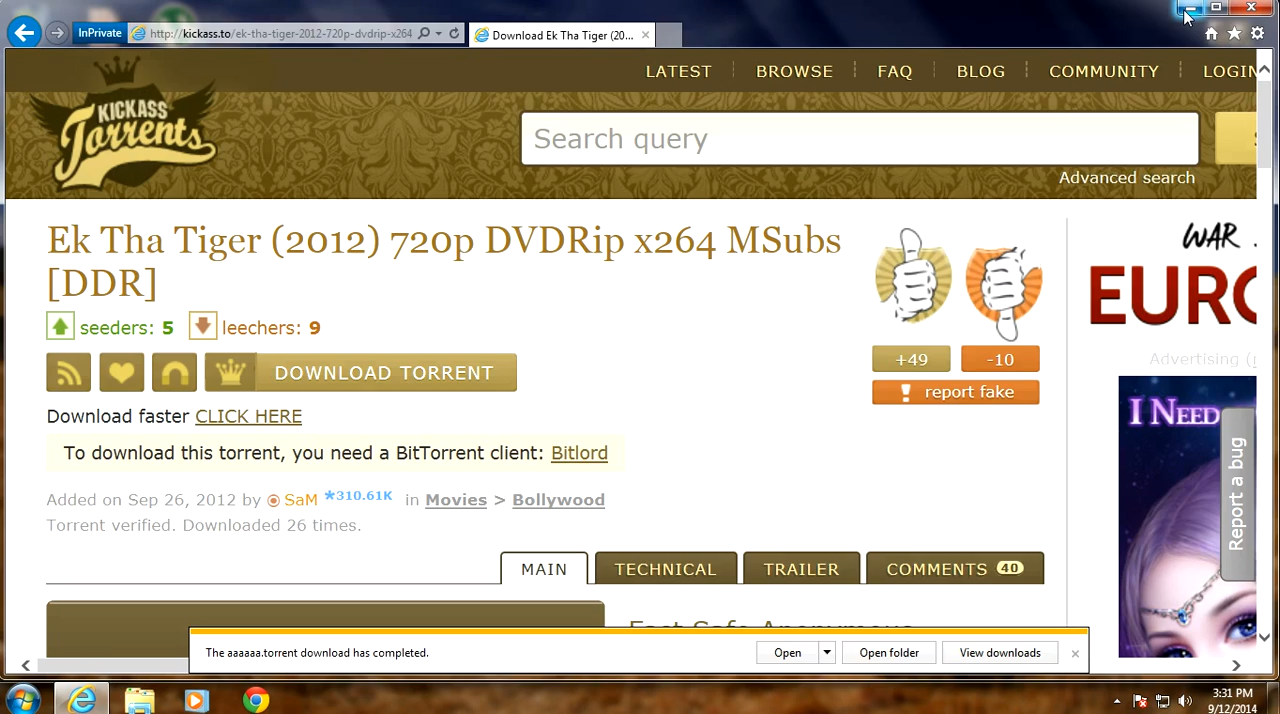 InPrivate
http://kickass.to/ek-tha-tiger-2012-720p-dvdrip-x264
Download Ek Tha Tiger (20...
LATEST BROWSE FAQ BLOG COMMUNITY LOGIN
KICKASS
Torrents
Search query
Advanced search
Ek Tha Tiger (2012) 720p DVDRip x264 MSubs
[DDR]
seeders: 5 leechers: 9
+49 -10
DOWNLOAD TORRENT
report fake
Download faster CLICK HERE
To download this torrent, you need a BitTorrent client: Bitlord
Added on Sep 26, 2012 by SaM *310.61K in Movies > Bollywood
Torrent verified. Downloaded 26 times.
MAIN TECHNICAL TRAILER COMMENTS 40
WAR
EURO
Advertising (
I NEED
Report a bug
Fast Safe Anonymous
The aaaaaa.torrent download has completed.
Open Open folder View downloads
3:31 PM
9/12/2014